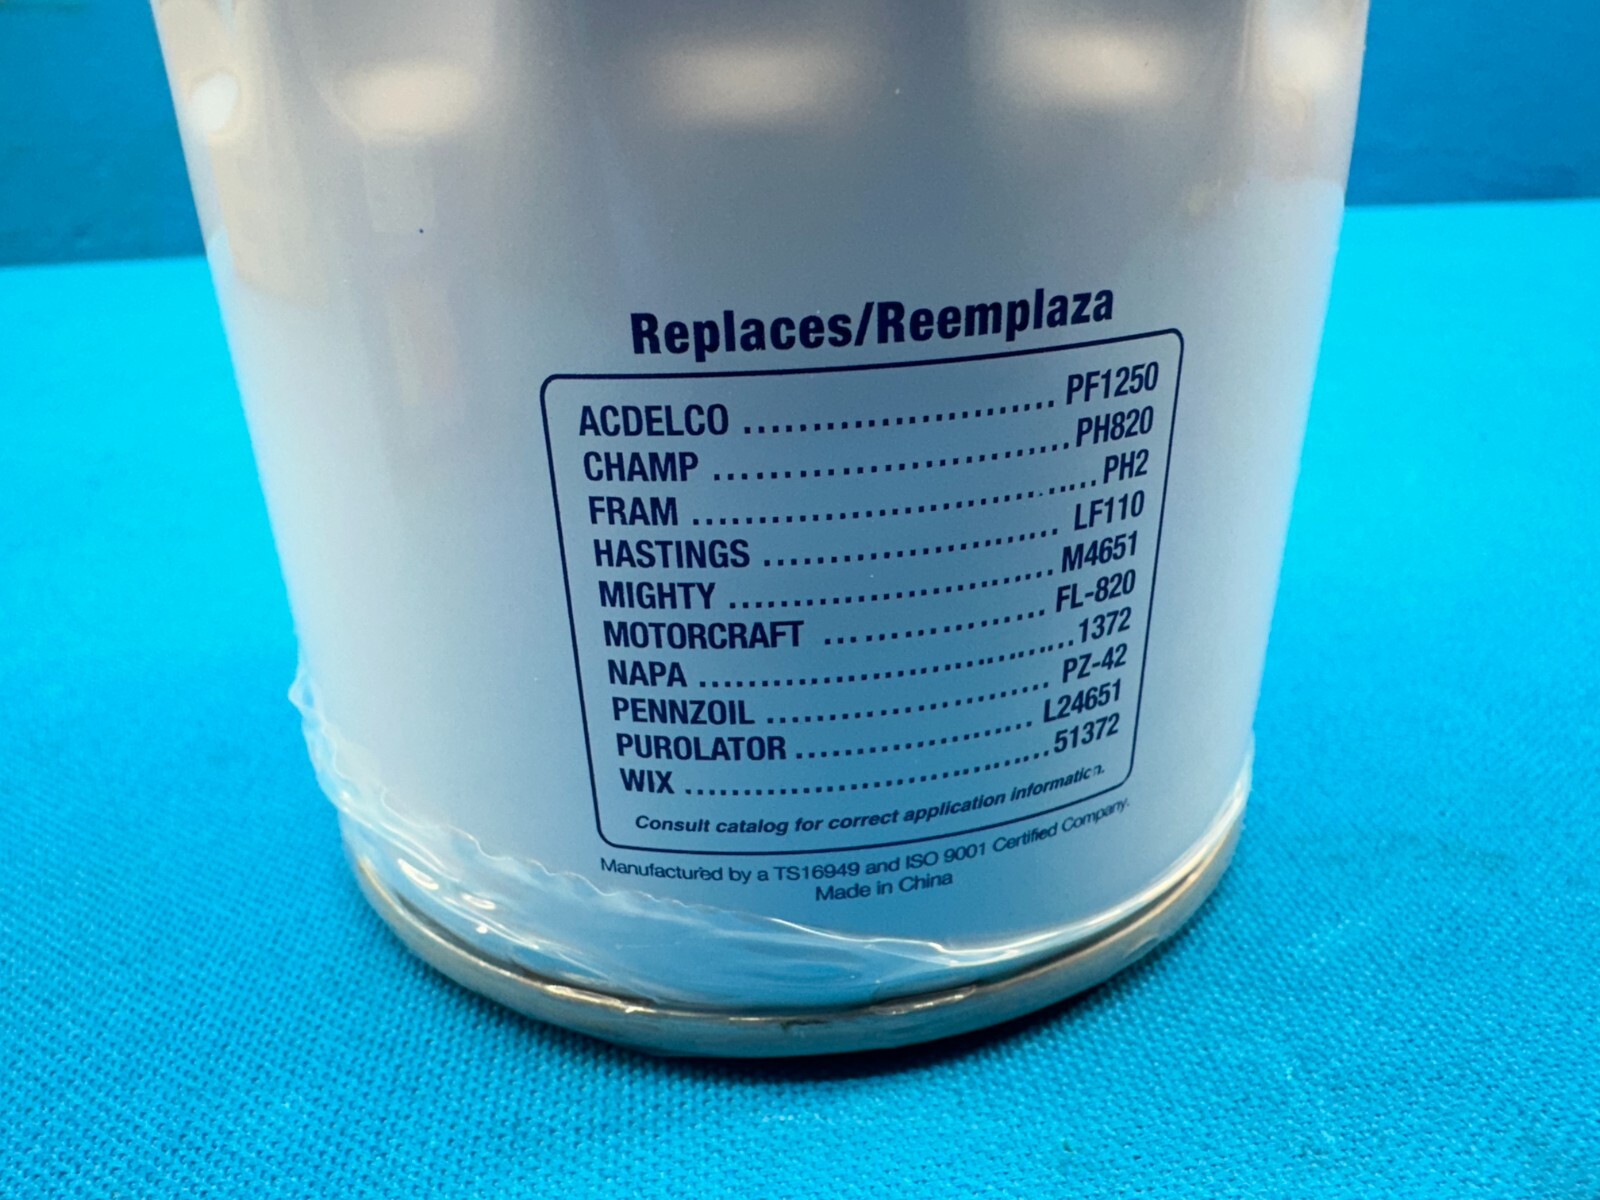 Replaces/Reemplaza
ACDELCO ........................ PF1250
CHAMP ............................ PH820
FRAM ................................ PH2
HASTINGS ....................... LF110
MIGHTY .......................... M4651
MOTORCRAFT .................. FL-820
NAPA ............................... 1372
PENNZOIL ....................... PZ-42
PUROLATOR ................... L24651
WIX ................................ 51372
Consult catalog for correct application information.
Manufactured by a TS16949 and ISO 9001 Certified Company.
Made in China